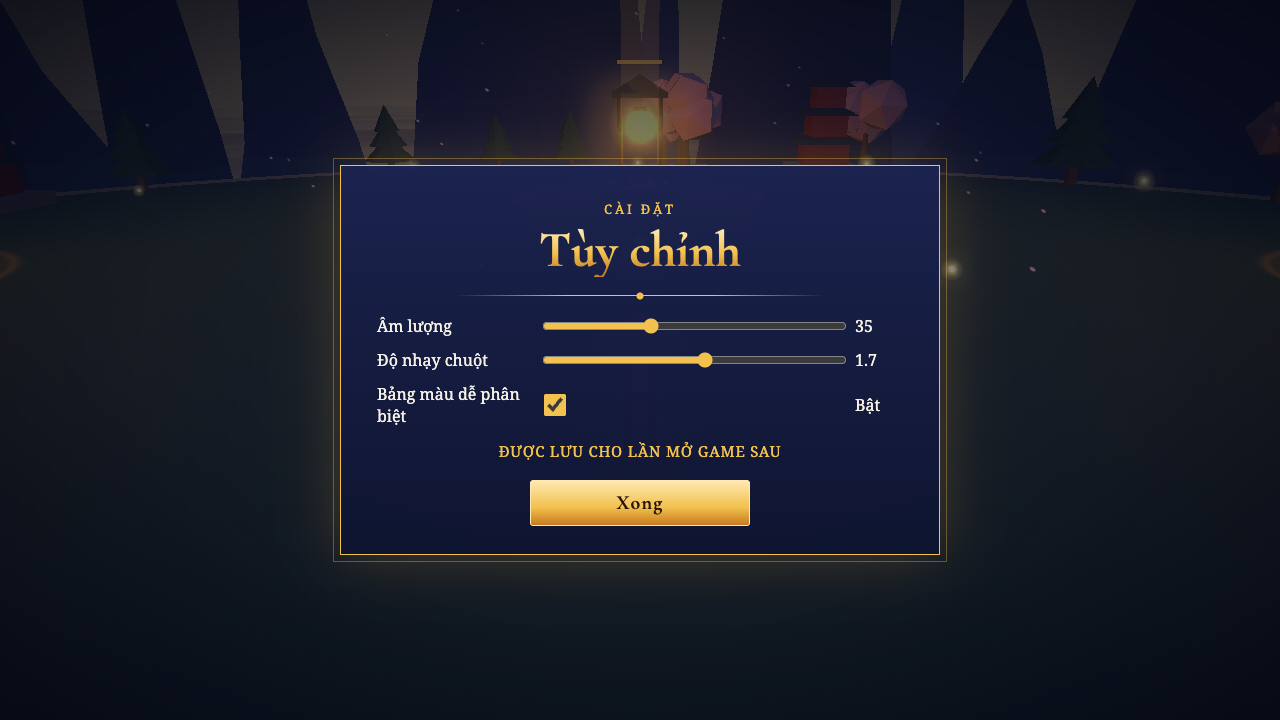 CÀI ĐẶT
Tùy chỉnh
Âm lượng 35
Độ nhạy chuột 1.7
Bảng màu dễ phân
biệt Bật
ĐƯỢC LƯU CHO LẦN MỞ GAME SAU
Xong